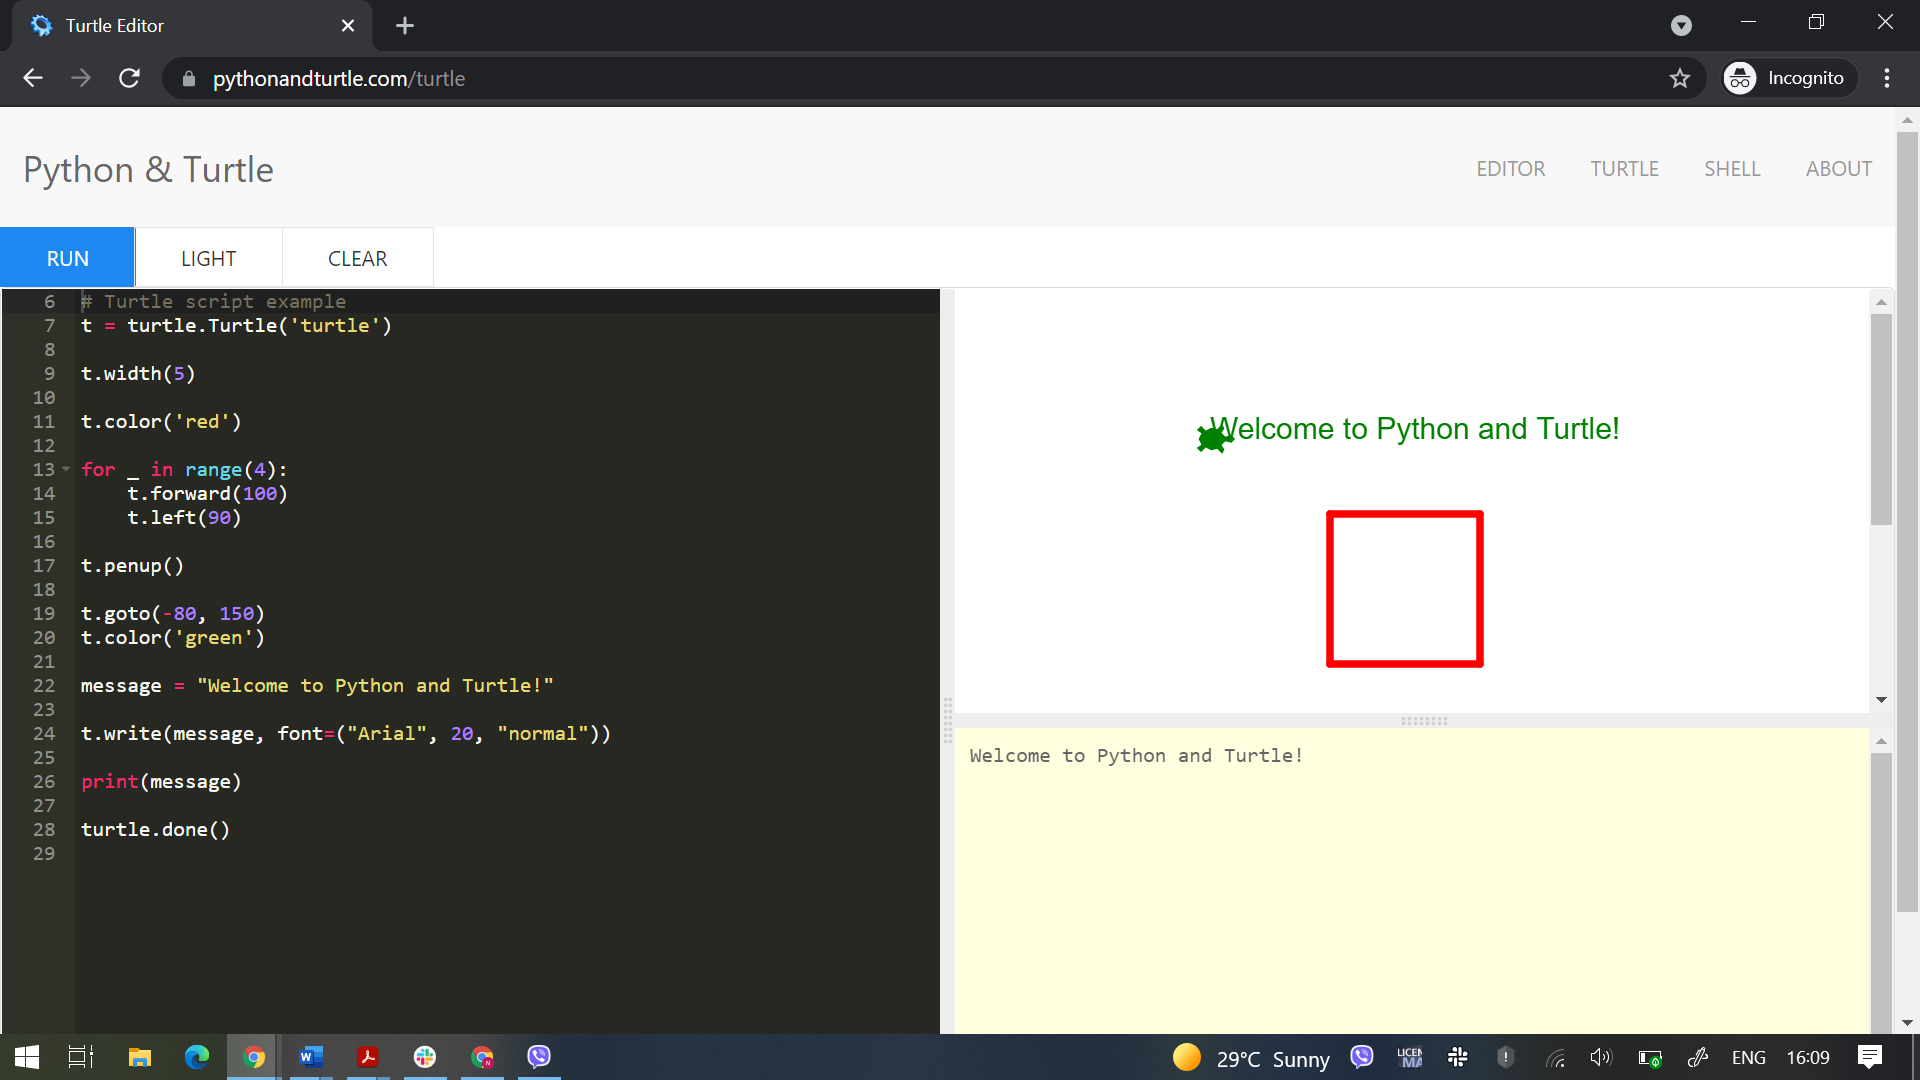 Turtle Editor
pythonandturtle.com/turtle
Incognito
Python & Turtle
EDITOR TURTLE SHELL ABOUT
RUN LIGHT CLEAR
6 # Turtle script example
7 t = turtle.Turtle('turtle')
8
9 t.width(5)
10
11 t.color('red')
12
13 for _ in range(4):
14 t.forward(100)
15 t.left(90)
16
17 t.penup()
18
19 t.goto(-80, 150)
20 t.color('green')
21
22 message = "Welcome to Python and Turtle!"
23
24 t.write(message, font=("Arial", 20, "normal"))
25
26 print(message)
27
28 turtle.done()
29
Welcome to Python and Turtle!
Welcome to Python and Turtle!
29°C Sunny
ENG
16:09